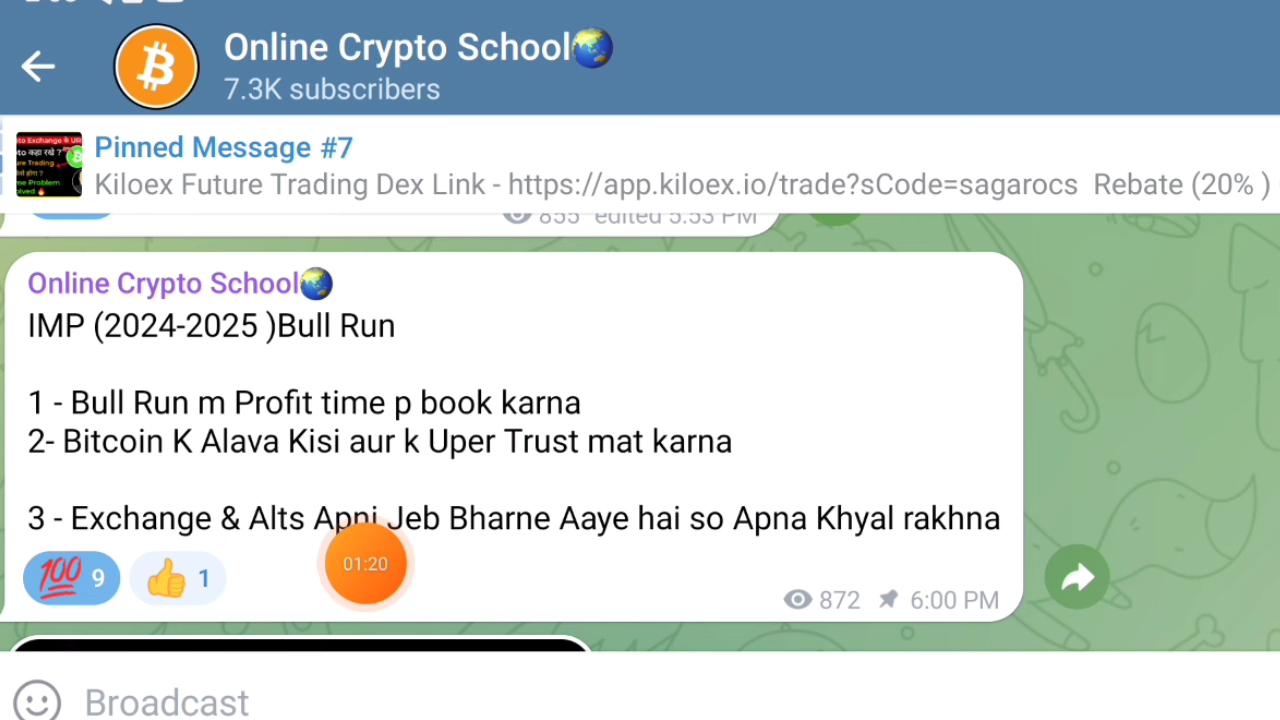 Online Crypto School🌏
7.3K subscribers
Pinned Message #7
Kiloex Future Trading Dex Link - https://app.kiloex.io/trade?sCode=sagarocs Rebate (20% )
855 edited 5:53 PM
Online Crypto School🌏
IMP (2024-2025 )Bull Run
1 - Bull Run m Profit time p book karna
2- Bitcoin K Alava Kisi aur k Uper Trust mat karna
3 - Exchange & Alts Apni Jeb Bharne Aaye hai so Apna Khyal rakhna
💯 9 👍 1
01:20
872 6:00 PM
Broadcast